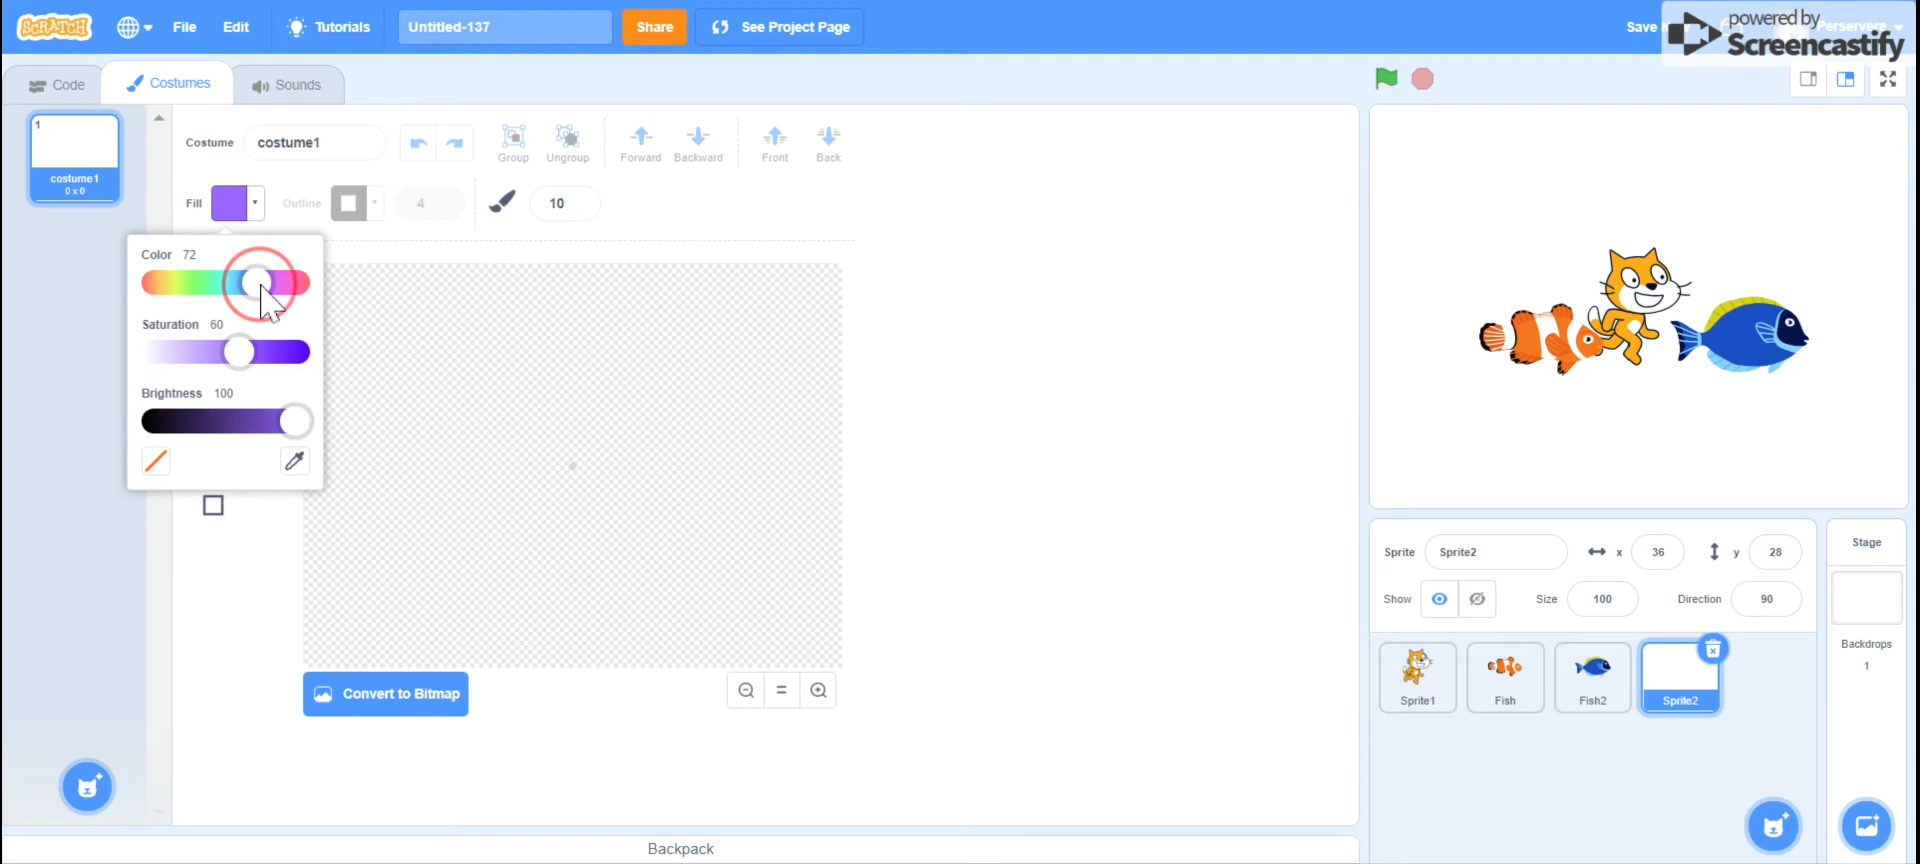 SCRATCH
File
Edit
Tutorials
Untitled-137
Share
See Project Page
Save
powered by
Screencastify
Code
Costumes
Sounds
1
costume1
0 x 0
Costume
costume1
Group
Ungroup
Forward
Backward
Front
Back
Fill
Outline
4
10
Color 72
Saturation 60
Brightness 100
Convert to Bitmap
Sprite
Sprite2
x
36
y
28
Show
Size
100
Direction
90
Stage
Backdrops
1
Sprite1
Fish
Fish2
Sprite2
Backpack